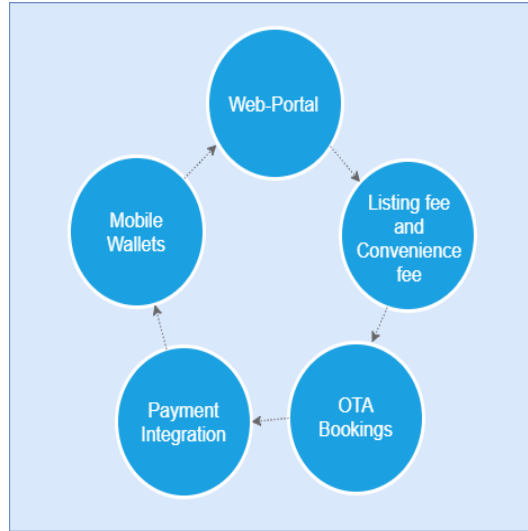 Web-Portal
Listing fee
and
Convenience
fee
OTA
Bookings
Payment
Integration
Mobile
Wallets